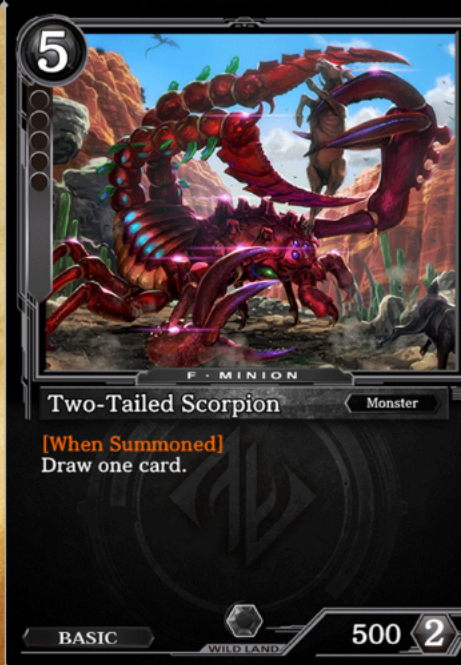 5
F · MINION
Two-Tailed Scorpion
Monster
[When Summoned]
Draw one card.
BASIC
WILD LAND
500
2